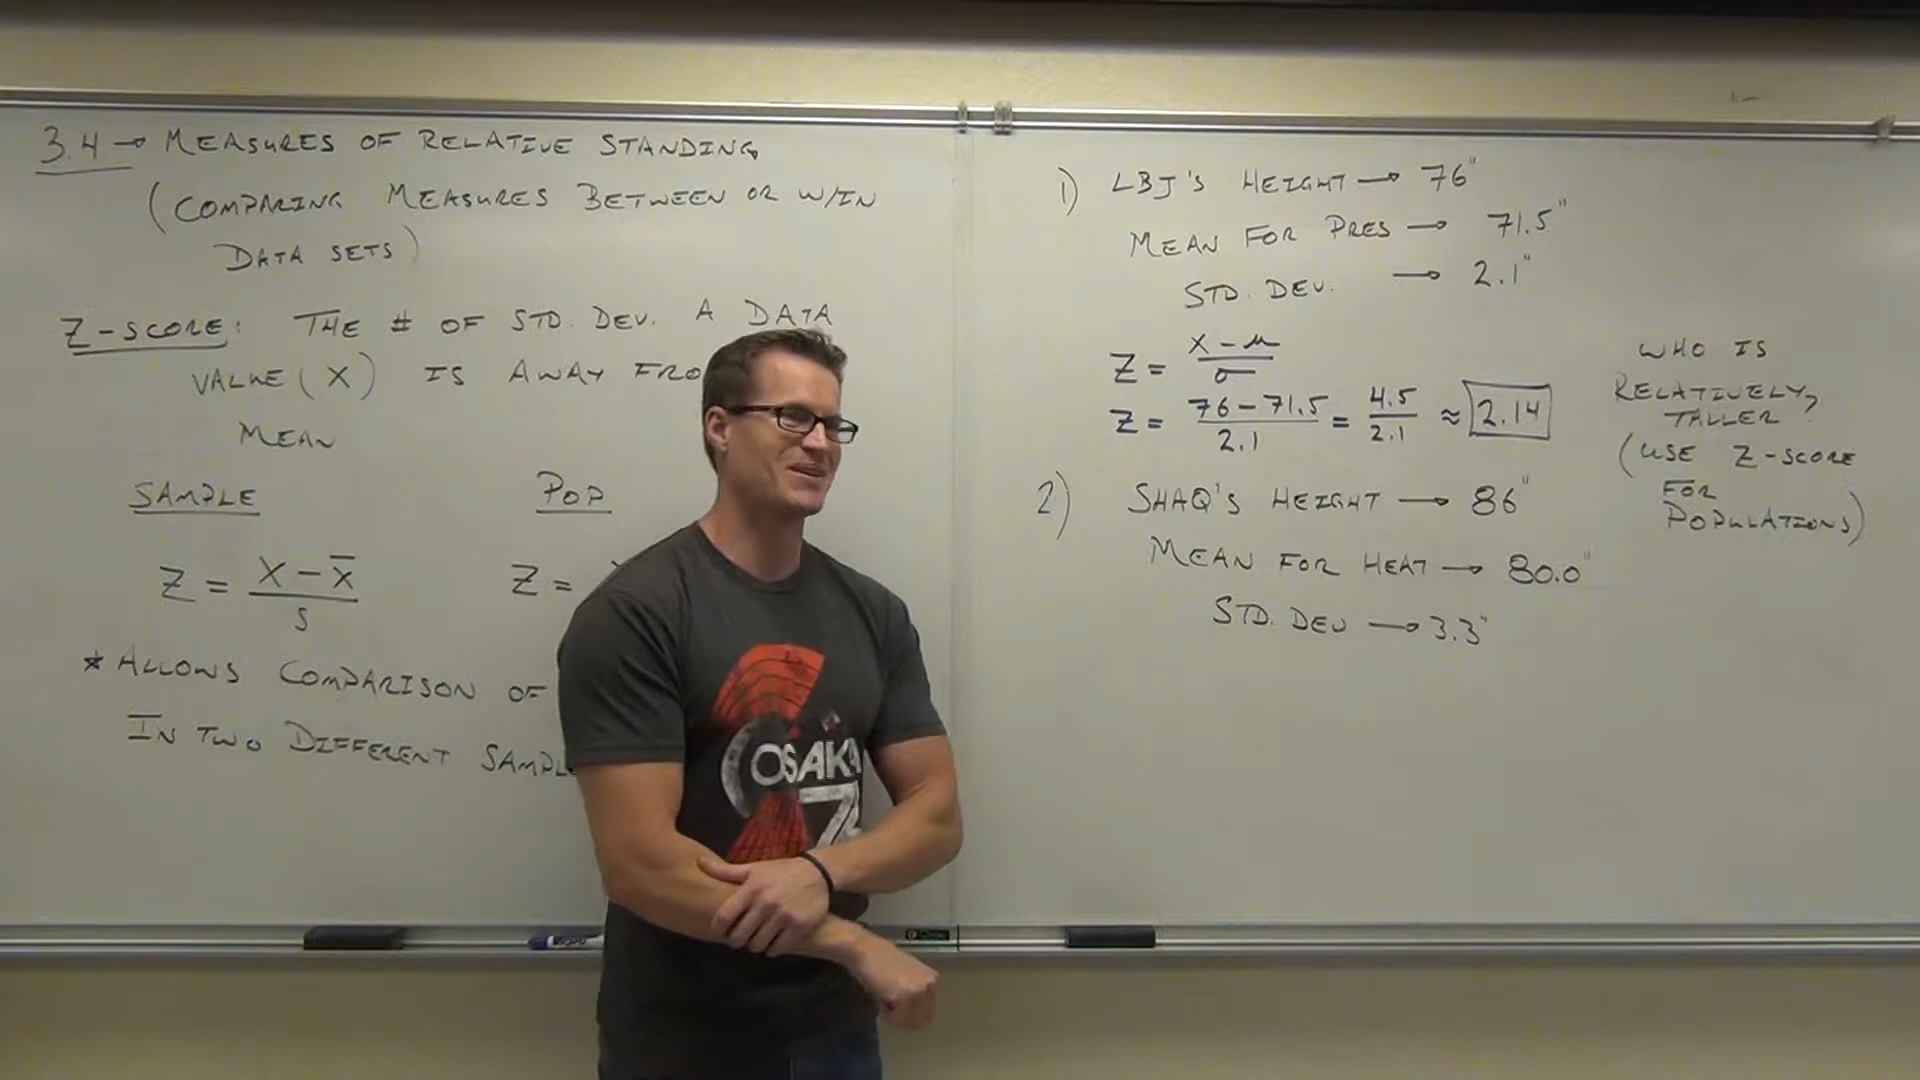 3.4 → MEASURES OF RELATIVE STANDING
(COMPARING MEASURES BETWEEN OR W/IN
DATA SETS)
Z-SCORE: THE # OF STD. DEV. A DATA
VALUE (X) IS AWAY FRO
MEAN
SAMPLE
POP
Z = (X - x̄) / s
Z =
* ALLOWS COMPARISON OF
IN TWO DIFFERENT SAMPL
OSAKA
7
EXPO
1) LBJ'S HEIGHT → 76"
MEAN FOR PRES → 71.5"
STD. DEV. → 2.1"
Z = (X - μ) / σ
Z = (76 - 71.5) / 2.1 = 4.5 / 2.1 ≈ 2.14
2) SHAQ'S HEIGHT → 86"
MEAN FOR HEAT → 80.0"
STD. DEV → 3.3"
WHO IS
RELATIVELY
TALLER?
(USE Z-SCORE
FOR
POPULATIONS)